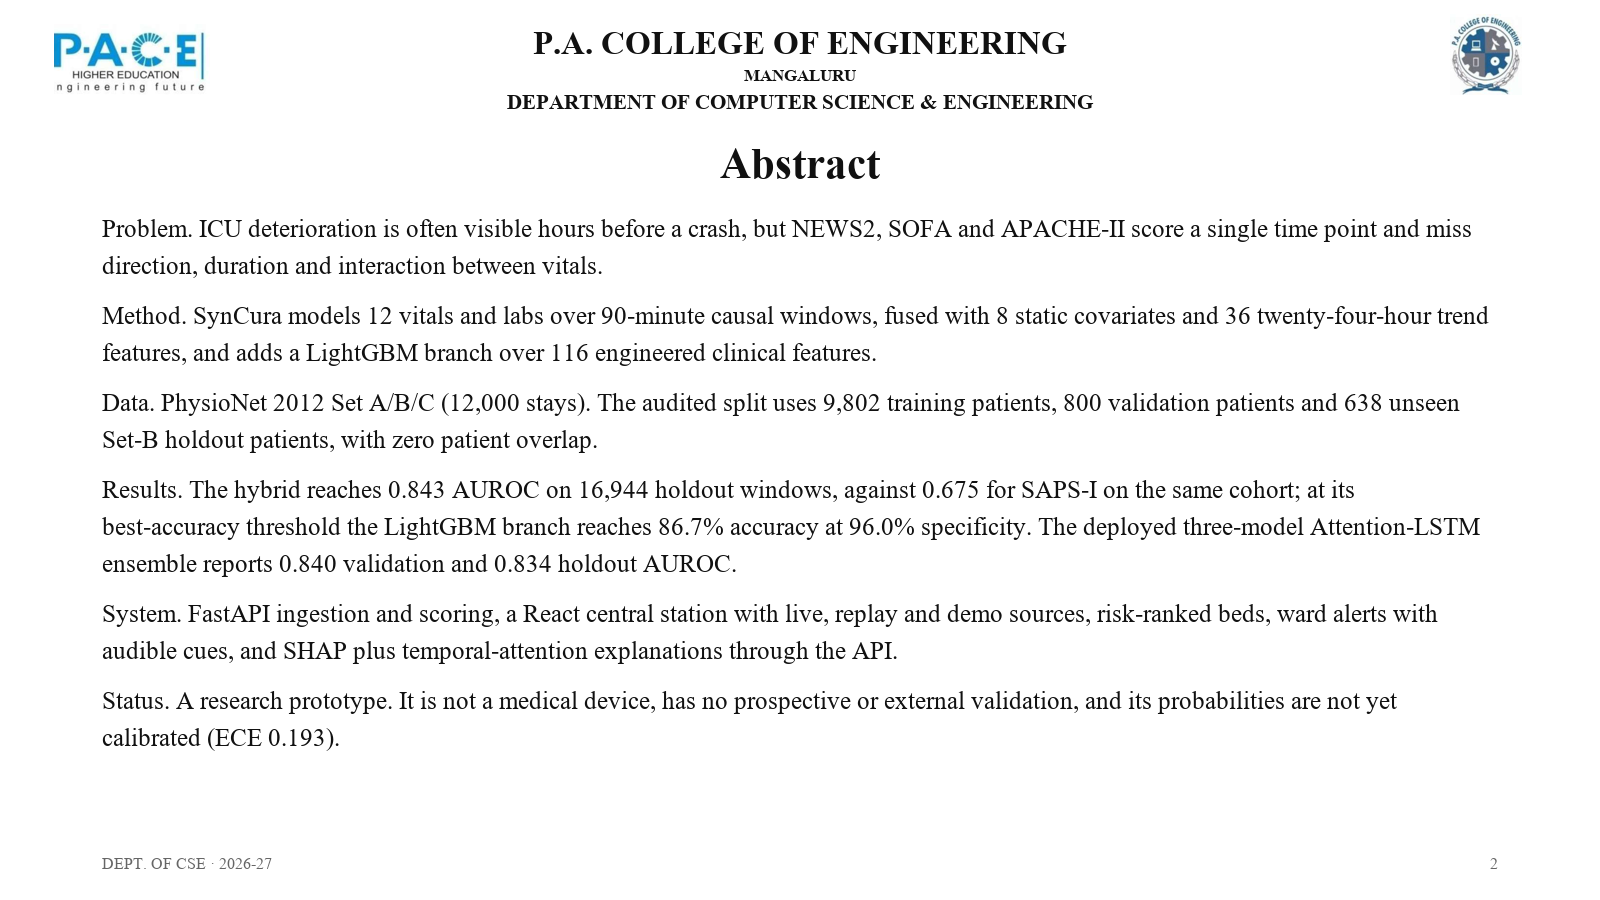 P·A·C·E
HIGHER EDUCATION
ngineering future
P.A. COLLEGE OF ENGINEERING
MANGALURU
DEPARTMENT OF COMPUTER SCIENCE & ENGINEERING
P.A. COLLEGE OF ENGINEERING
Abstract
Problem. ICU deterioration is often visible hours before a crash, but NEWS2, SOFA and APACHE-II score a single time point and miss
direction, duration and interaction between vitals.
Method. SynCura models 12 vitals and labs over 90-minute causal windows, fused with 8 static covariates and 36 twenty-four-hour trend
features, and adds a LightGBM branch over 116 engineered clinical features.
Data. PhysioNet 2012 Set A/B/C (12,000 stays). The audited split uses 9,802 training patients, 800 validation patients and 638 unseen
Set-B holdout patients, with zero patient overlap.
Results. The hybrid reaches 0.843 AUROC on 16,944 holdout windows, against 0.675 for SAPS-I on the same cohort; at its
best-accuracy threshold the LightGBM branch reaches 86.7% accuracy at 96.0% specificity. The deployed three-model Attention-LSTM
ensemble reports 0.840 validation and 0.834 holdout AUROC.
System. FastAPI ingestion and scoring, a React central station with live, replay and demo sources, risk-ranked beds, ward alerts with
audible cues, and SHAP plus temporal-attention explanations through the API.
Status. A research prototype. It is not a medical device, has no prospective or external validation, and its probabilities are not yet
calibrated (ECE 0.193).
DEPT. OF CSE · 2026-27
2